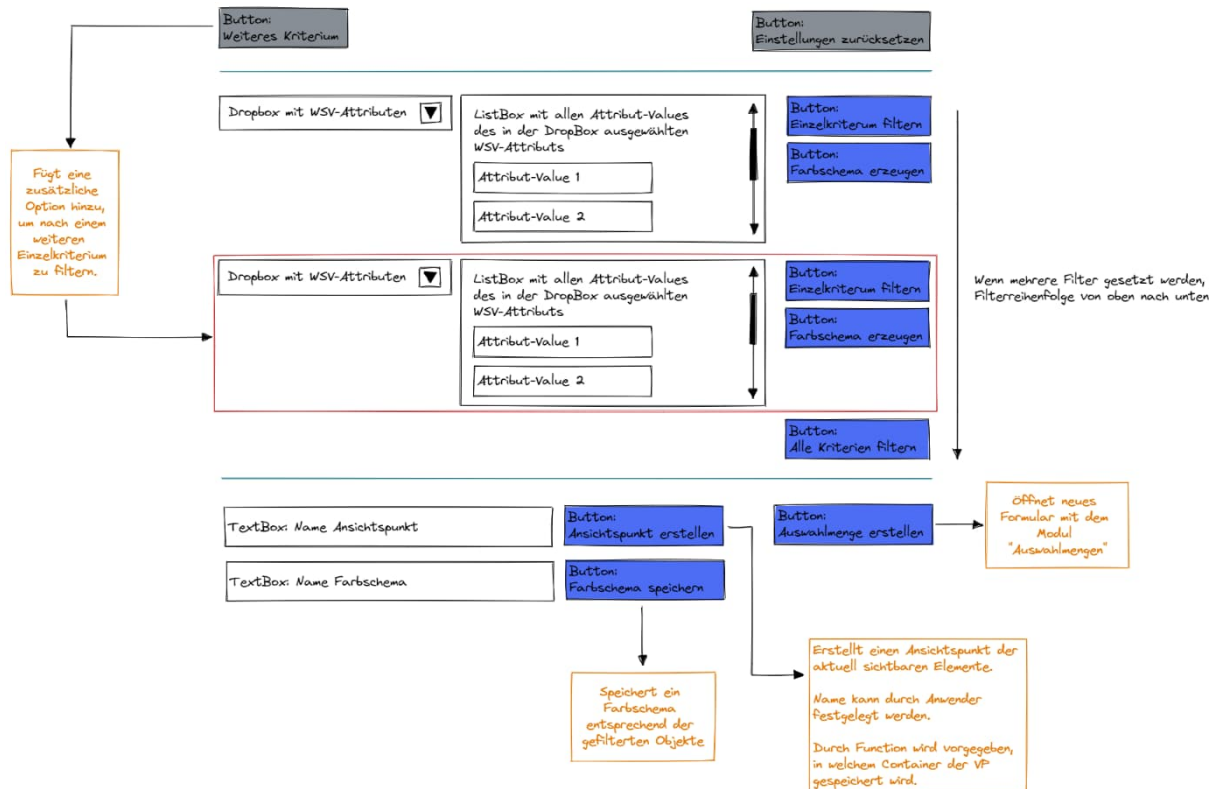 Button:
Weiteres Kriterium
Button:
Einstellungen zurücksetzen
Dropbox mit WSV-Attributen
ListBox mit allen Attribut-Values
des in der DropBox ausgewählten
WSV-Attributs
Attribut-Value 1
Attribut-Value 2
Button:
Einzelkriterum filtern
Button:
Farbschema erzeugen
Fügt eine
zusätzliche
Option hinzu,
um nach einem
weiteren
Einzelkriterium
zu filtern.
Dropbox mit WSV-Attributen
ListBox mit allen Attribut-Values
des in der DropBox ausgewählten
WSV-Attributs
Attribut-Value 1
Attribut-Value 2
Button:
Einzelkriterum filtern
Button:
Farbschema erzeugen
Wenn mehrere Filter gesetzt werden,
Filterreihenfolge von oben nach unten
Button:
Alle Kriterien filtern
TextBox: Name Ansichtspunkt
Button:
Ansichtspunkt erstellen
Button:
Auswahlmenge erstellen
Öffnet neues
Formular mit dem
Modul
"Auswahlmengen"
TextBox: Name Farbschema
Button:
Farbschema speichern
Speichert ein
Farbschema
entsprechend der
gefilterten Objekte
Erstellt einen Ansichtspunkt der
aktuell sichtbaren Elemente.
Name kann durch Anwender
festgelegt werden.
Durch Function wird vorgegeben,
in welchem Container der VP
gespeichert wird.